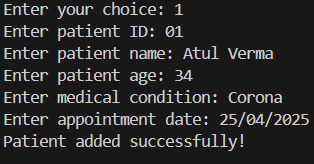 Enter your choice: 1
Enter patient ID: 01
Enter patient name: Atul Verma
Enter patient age: 34
Enter medical condition: Corona
Enter appointment date: 25/04/2025
Patient added successfully!